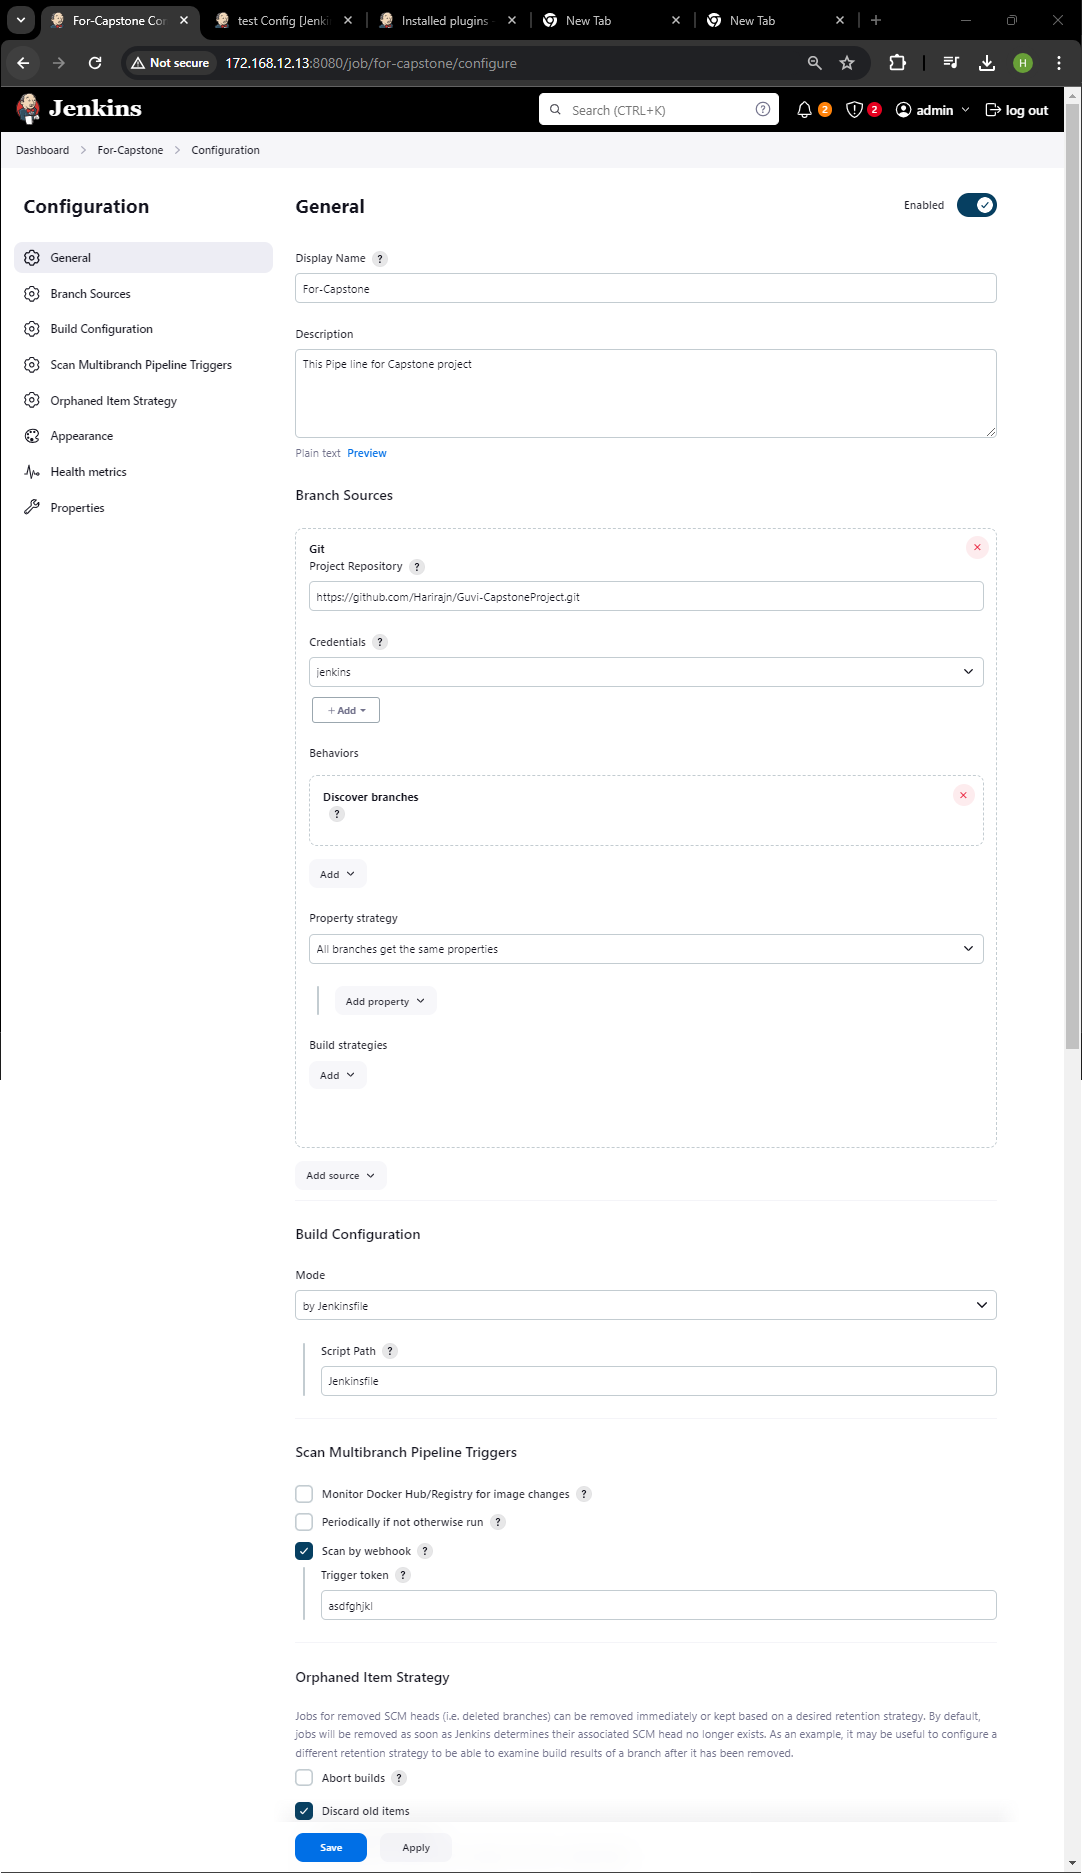 For-Capstone Co
test Config [Jenki
Installed plugins
New Tab
New Tab
Not secure
172.168.12.13:8080/job/for-capstone/configure
H
Jenkins
Search (CTRL+K)
?
2
2
admin
log out
Dashboard
For-Capstone
Configuration
Configuration
General
Branch Sources
Build Configuration
Scan Multibranch Pipeline Triggers
Orphaned Item Strategy
Appearance
Health metrics
Properties
General
Enabled
Display Name ?
For-Capstone
Description
This Pipe line for Capstone project
Plain text Preview
Branch Sources
Git
Project Repository ?
https://github.com/Harirajn/Guvi-CapstoneProject.git
Credentials ?
jenkins
+ Add
Behaviors
Discover branches
?
Add
Property strategy
All branches get the same properties
Add property
Build strategies
Add
Add source
Build Configuration
Mode
by Jenkinsfile
Script Path ?
Jenkinsfile
Scan Multibranch Pipeline Triggers
Monitor Docker Hub/Registry for image changes ?
Periodically if not otherwise run ?
Scan by webhook ?
Trigger token ?
asdfghjkl
Orphaned Item Strategy
Jobs for removed SCM heads (i.e. deleted branches) can be removed immediately or kept based on a desired retention strategy. By default,
jobs will be removed as soon as Jenkins determines their associated SCM head no longer exists. As an example, it may be useful to configure a
different retention strategy to be able to examine build results of a branch after it has been removed.
Abort builds ?
Discard old items
Save
Apply